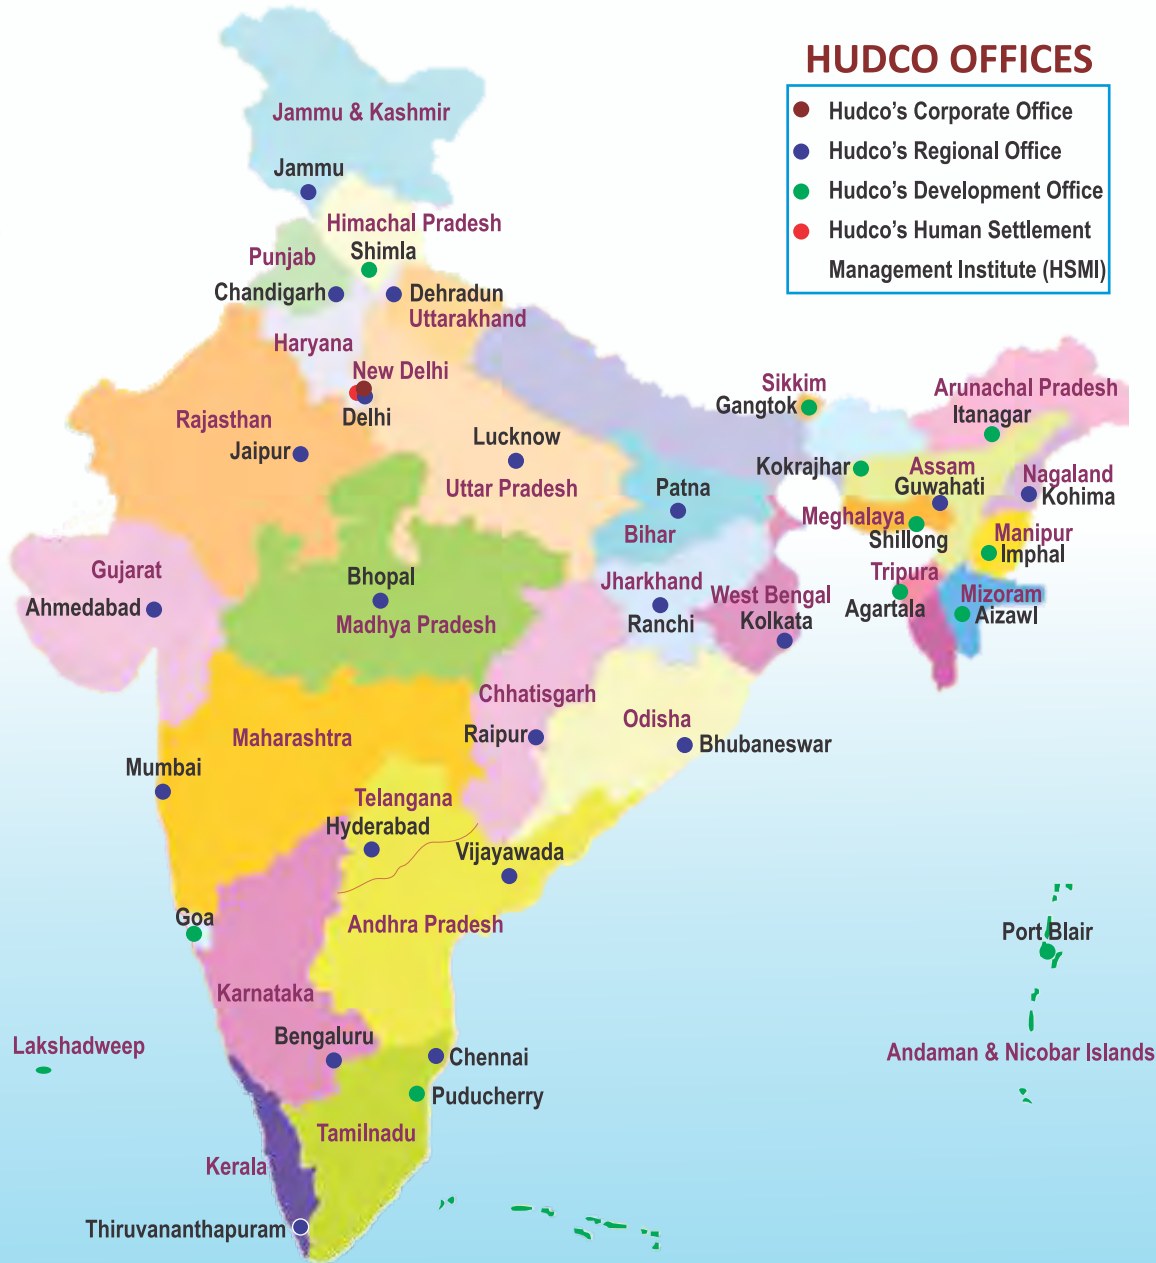 HUDCO OFFICES
Hudco's Corporate Office
Hudco's Regional Office
Hudco's Development Office
Hudco's Human Settlement
Management Institute (HSMI)
Jammu & Kashmir
Jammu
Himachal Pradesh
Shimla
Punjab
Chandigarh
Dehradun
Uttarakhand
Haryana
New Delhi
Delhi
Rajasthan
Jaipur
Lucknow
Uttar Pradesh
Sikkim
Gangtok
Arunachal Pradesh
Itanagar
Kokrajhar
Assam
Guwahati
Nagaland
Kohima
Patna
Bihar
Meghalaya
Shillong
Manipur
Imphal
Gujarat
Ahmedabad
Bhopal
Madhya Pradesh
Jharkhand
Ranchi
West Bengal
Kolkata
Tripura
Agartala
Mizoram
Aizawl
Chhatisgarh
Raipur
Odisha
Bhubaneswar
Maharashtra
Mumbai
Telangana
Hyderabad
Vijayawada
Andhra Pradesh
Goa
Port Blair
Karnataka
Bengaluru
Chennai
Lakshadweep
Andaman & Nicobar Islands
Puducherry
Tamilnadu
Kerala
Thiruvananthapuram